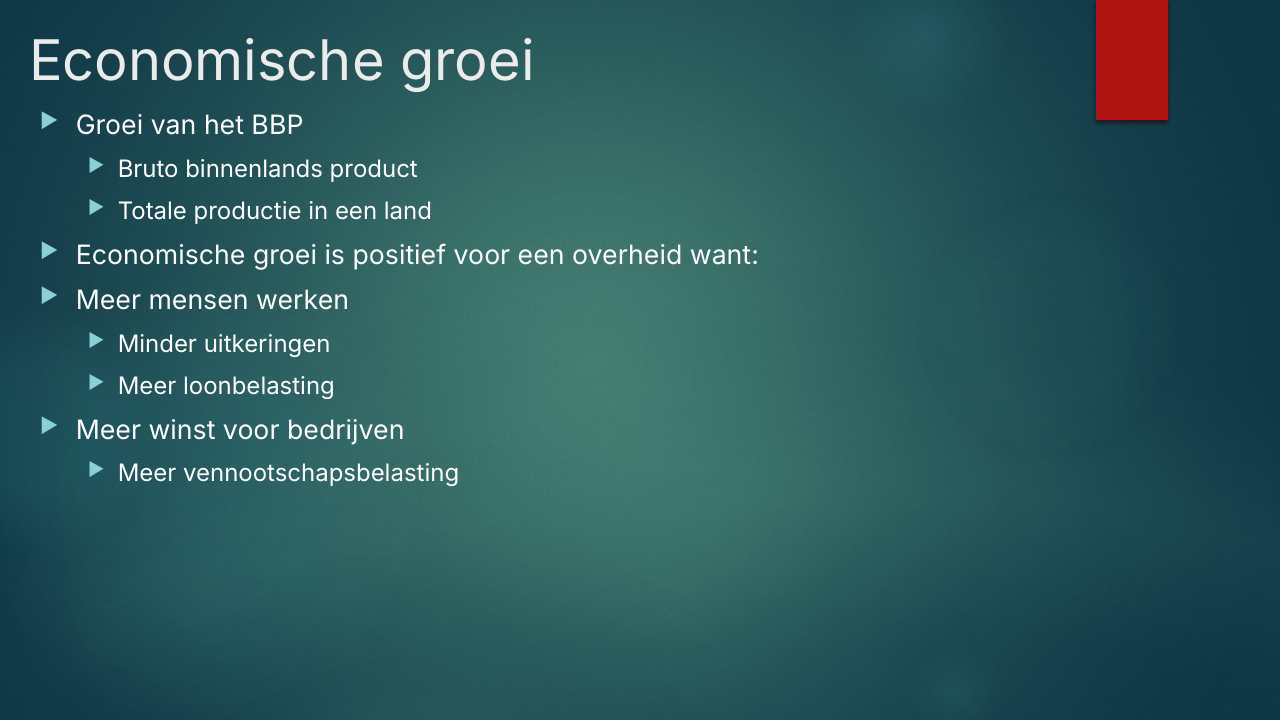 Economische groei
Groei van het BBP
Bruto binnenlands product
Totale productie in een land
Economische groei is positief voor een overheid want:
Meer mensen werken
Minder uitkeringen
Meer loonbelasting
Meer winst voor bedrijven
Meer vennootschapsbelasting